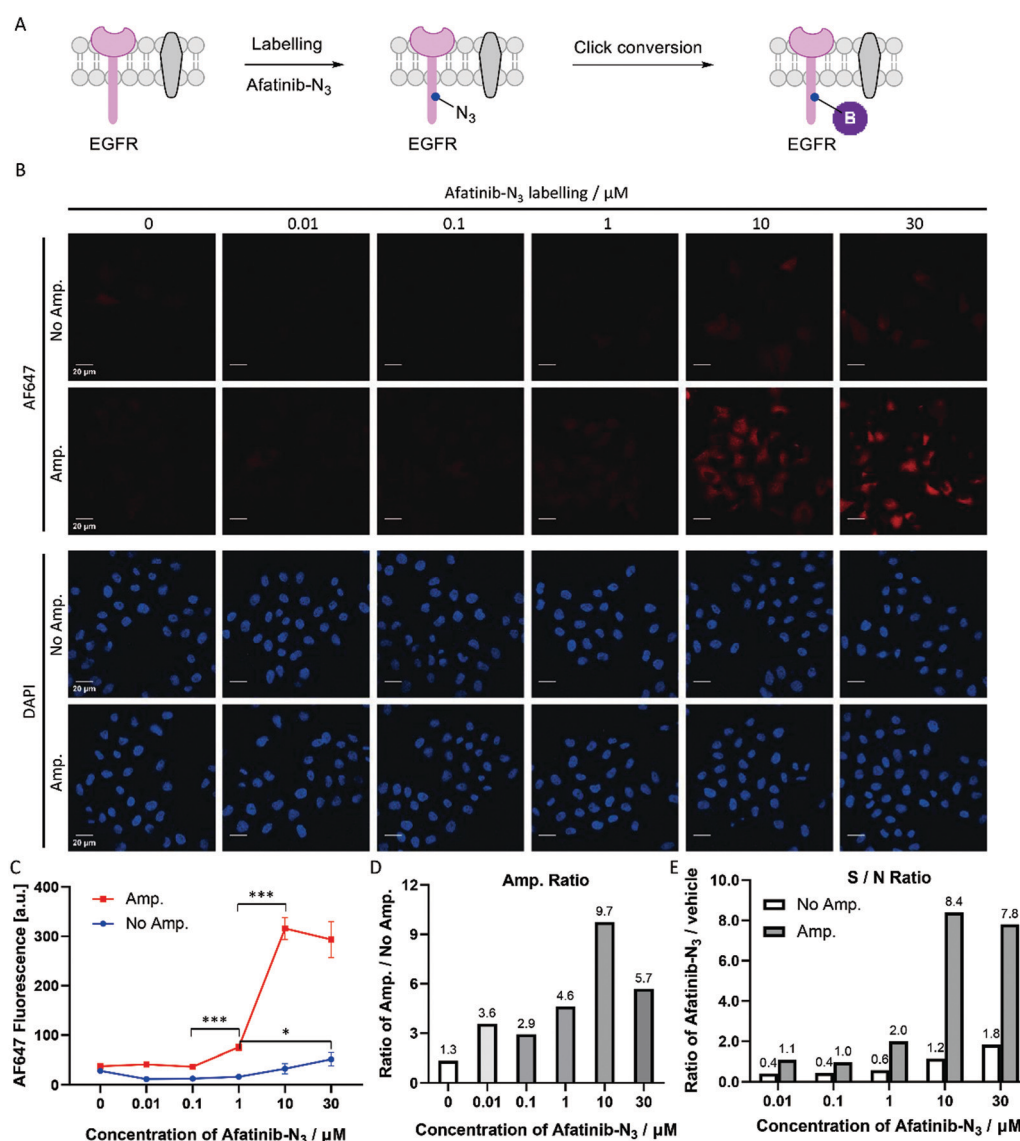 A
Labelling
Afatinib-N₃
Click conversion
N₃
B
EGFR
EGFR
EGFR
B
Afatinib-N₃ labelling / μM
0 0.01 0.1 1 10 30
AF647
No Amp.
20 μm
Amp.
20 μm
DAPI
No Amp.
20 μm
Amp.
20 μm
C
AF647 Fluorescence [a.u.]
400
300
200
100
0
Amp.
No Amp.
***
***
*
0 0.01 0.1 1 10 30
Concentration of Afatinib-N₃ / μM
D
Amp. Ratio
Ratio of Amp. / No Amp.
12
9
6
3
0
1.3 3.6 2.9 4.6 9.7 5.7
0 0.01 0.1 1 10 30
Concentration of Afatinib-N₃ / μM
E
S / N Ratio
Ratio of Afatinib-N₃ / vehicle
10.0
8.0
6.0
4.0
2.0
0.0
No Amp.
Amp.
0.4 1.1 0.4 1.0 0.6 2.0 1.2 8.4 1.8 7.8
0.01 0.1 1 10 30
Concentration of Afatinib-N₃ / μM